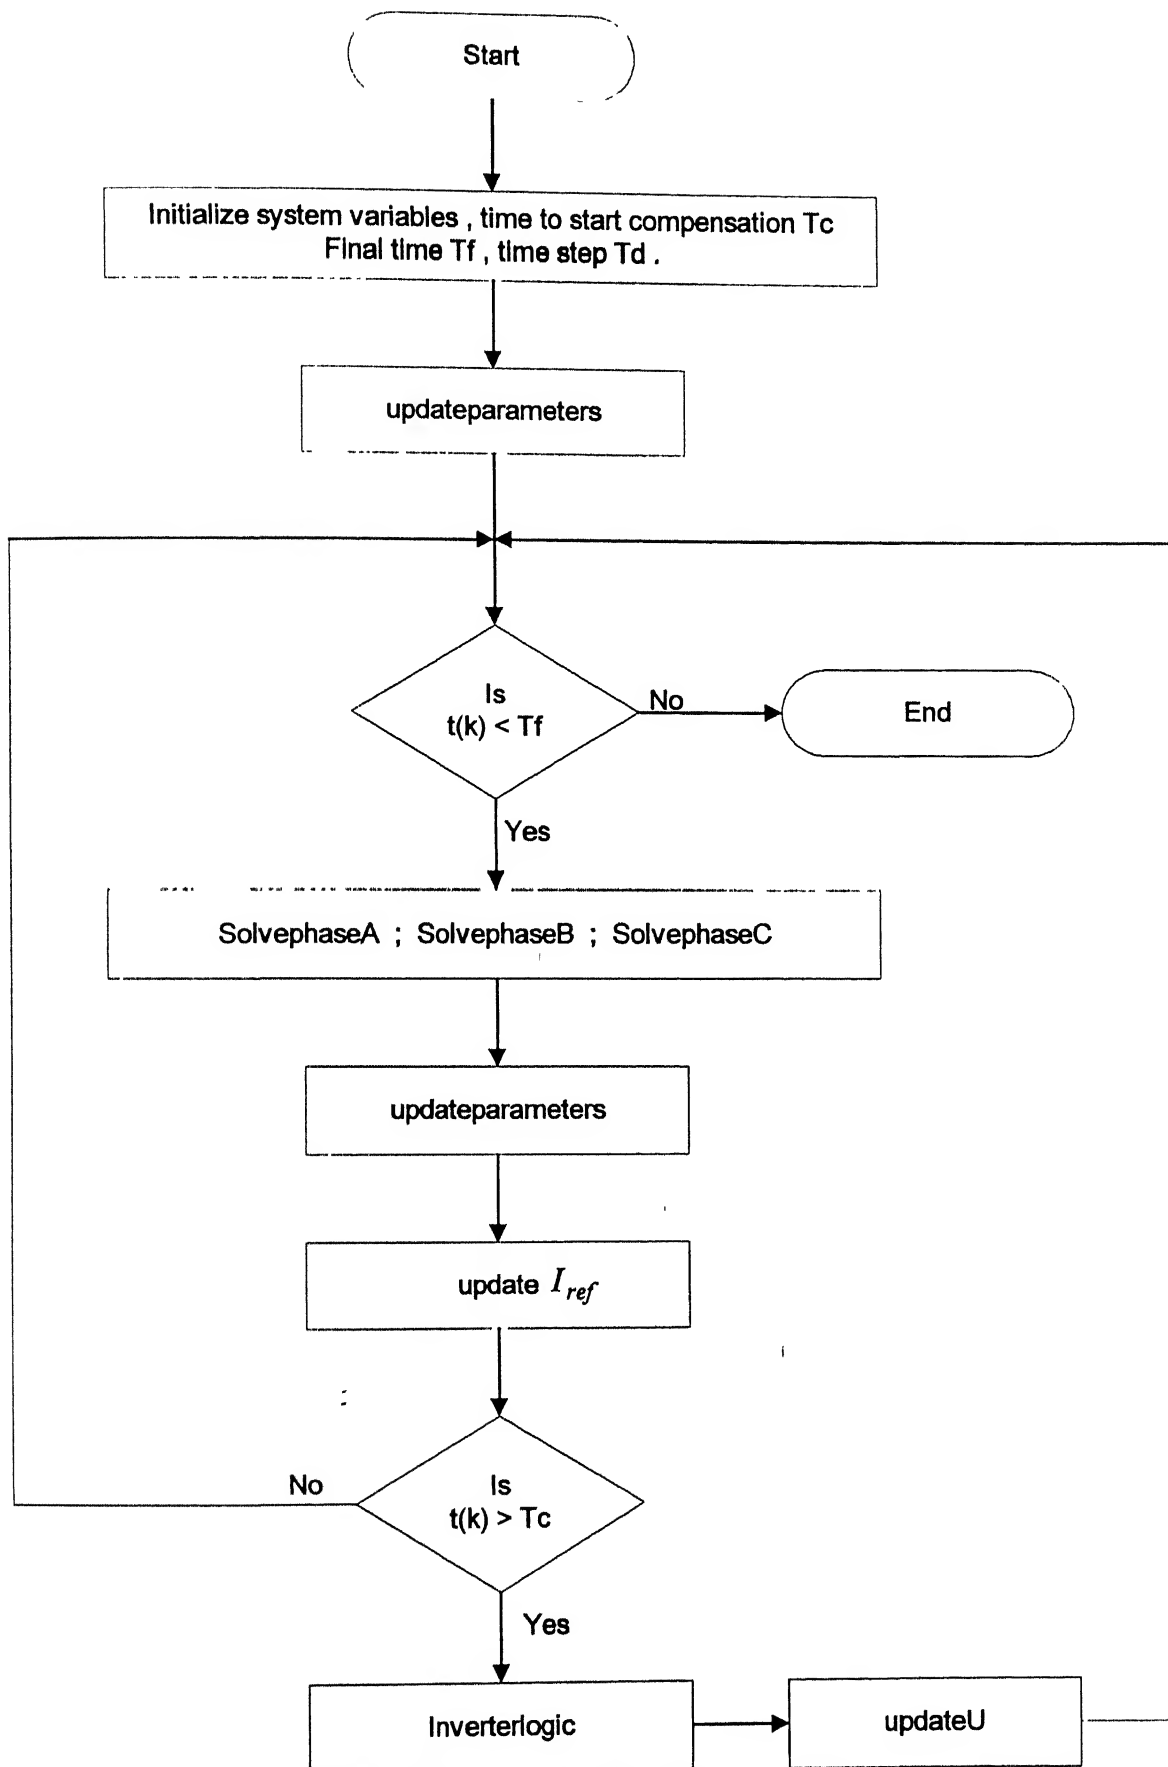 Start
Initialize system variables , time to start compensation Tc
Final time Tf , time step Td .
updateparameters
Is
t(k) < Tf
No
End
Yes
SolvephaseA ; SolvephaseB ; SolvephaseC
updateparameters
update I_ref
No
Is
t(k) > Tc
Yes
Inverterlogic
updateU